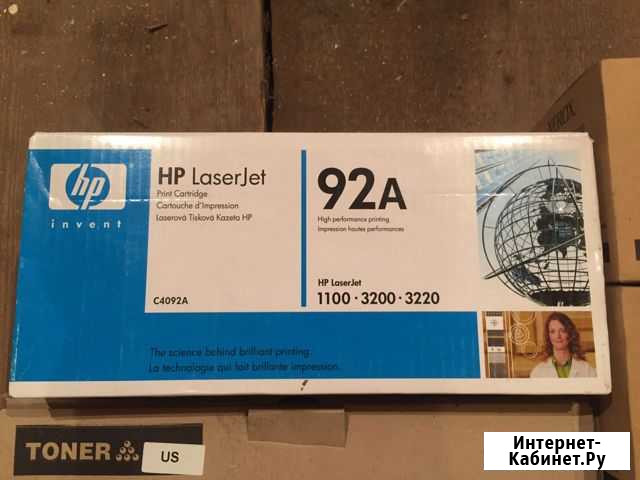 XEROX
hp
invent
HP LaserJet
Print Cartridge
Cartouche d'Impression
Laserová Tisková Kazeta HP
C4092A
92A
High performance printing
Impression hautes performances
HP LaserJet
1100 · 3200 · 3220
The science behind brilliant printing.
La technologie qui fait brillante impression.
TONER
US
Интернет-
Кабинет.Ру